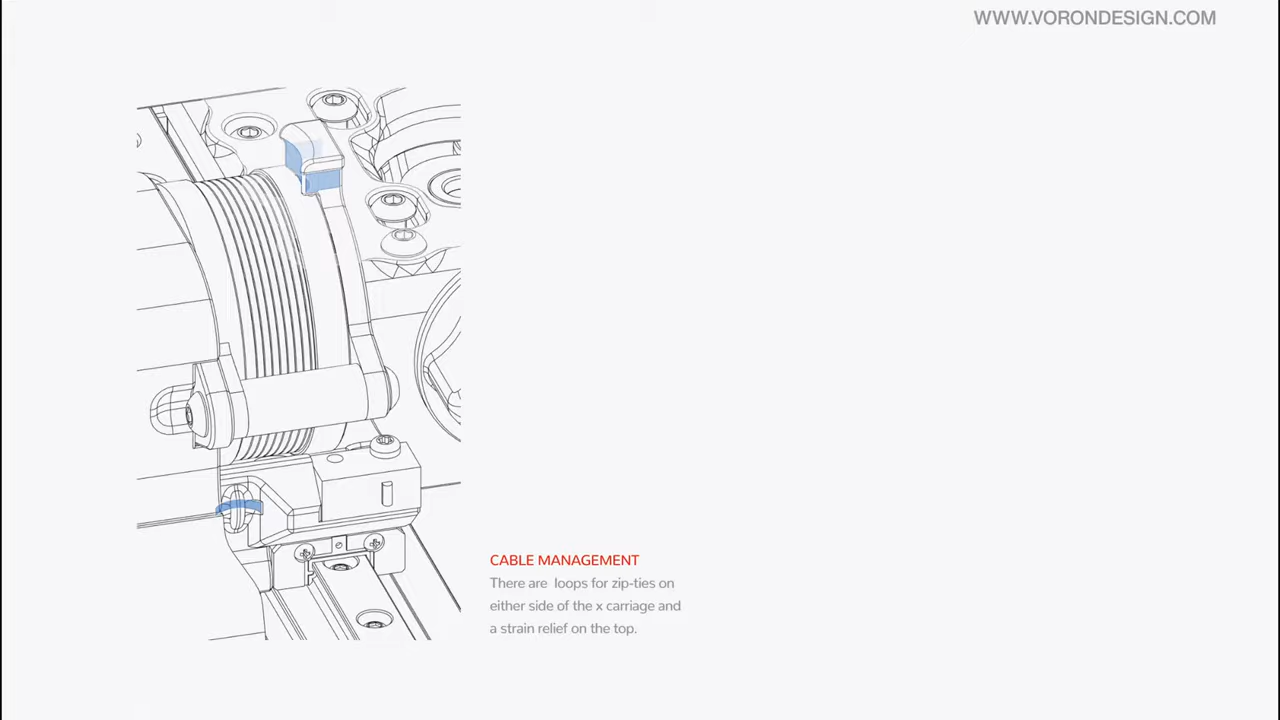 WWW.VORONDESIGN.COM
CABLE MANAGEMENT
There are  loops for zip-ties on
either side of the x carriage and
a strain relief on the top.